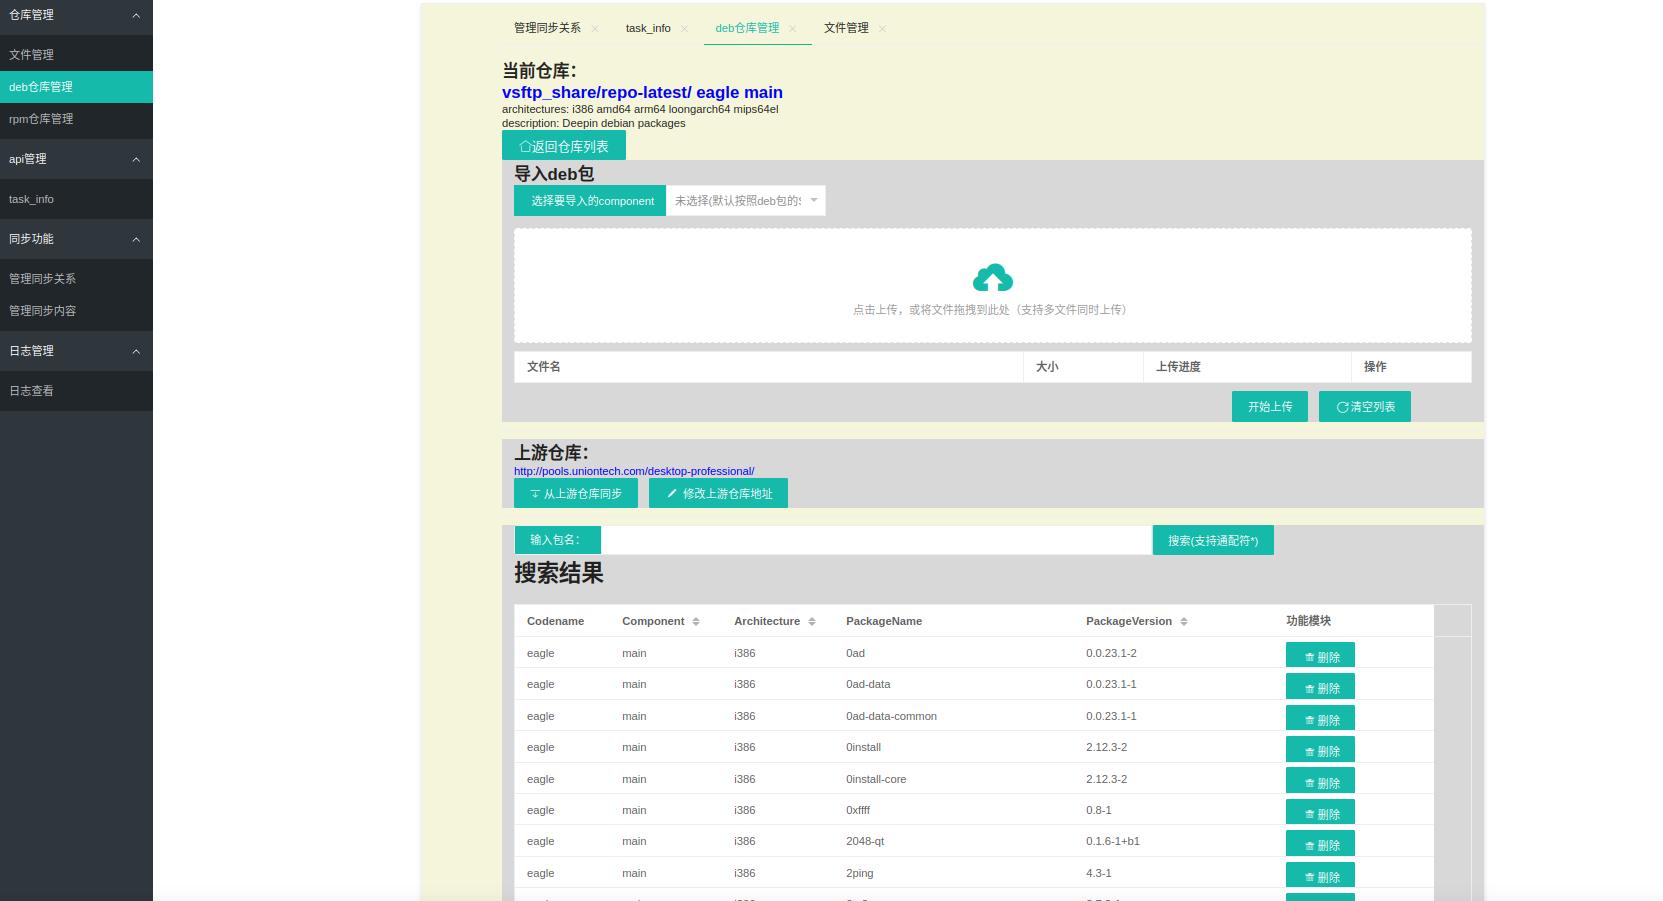 仓库管理
文件管理
deb仓库管理
rpm仓库管理
api管理
task_info
同步功能
管理同步关系
管理同步内容
日志管理
日志查看
管理同步关系 task_info deb仓库管理 文件管理
当前仓库：
vsftp_share/repo-latest/ eagle main
architectures: i386 amd64 arm64 loongarch64 mips64el
description: Deepin debian packages
返回仓库列表
导入deb包
选择要导入的component 未选择(默认按照deb包的
点击上传，或将文件拖拽到此处（支持多文件同时上传）
文件名 大小 上传进度 操作
开始上传 清空列表
上游仓库：
http://pools.uniontech.com/desktop-professional/
从上游仓库同步 修改上游仓库地址
输入包名： 搜索(支持通配符*)
搜索结果
Codename Component Architecture PackageName PackageVersion 功能模块
eagle main i386 0ad 0.0.23.1-2 删除
eagle main i386 0ad-data 0.0.23.1-1 删除
eagle main i386 0ad-data-common 0.0.23.1-1 删除
eagle main i386 0install 2.12.3-2 删除
eagle main i386 0install-core 2.12.3-2 删除
eagle main i386 0xffff 0.8-1 删除
eagle main i386 2048-qt 0.1.6-1+b1 删除
eagle main i386 2ping 4.3-1 删除